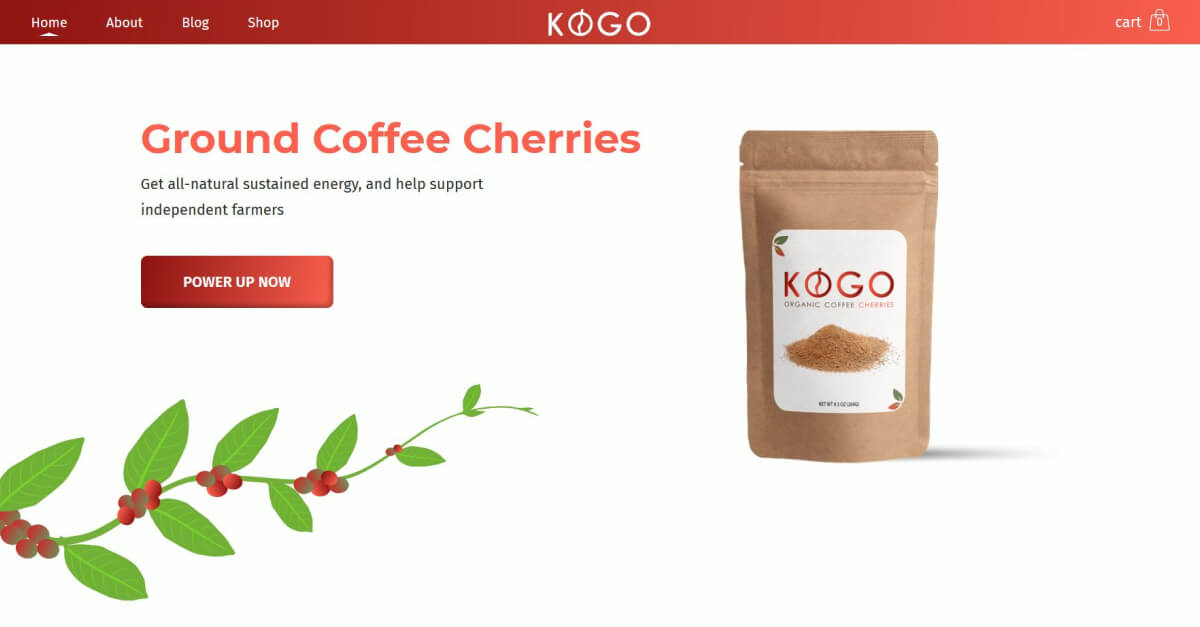 Home About Blog Shop KOGO cart 0
Ground Coffee Cherries
Get all-natural sustained energy, and help support
independent farmers
POWER UP NOW
KOGO
ORGANIC COFFEE CHERRIES